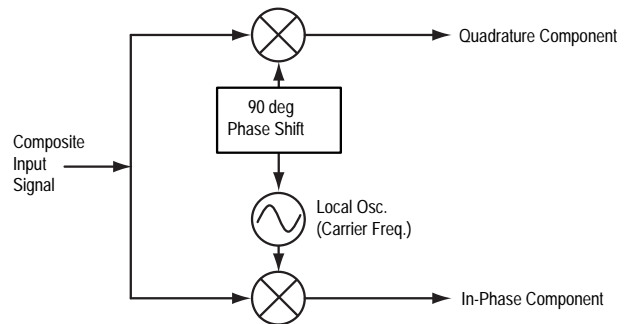 Quadrature Component
90 deg
Phase Shift
Composite
Input
Signal
Local Osc.
(Carrier Freq.)
In-Phase Component